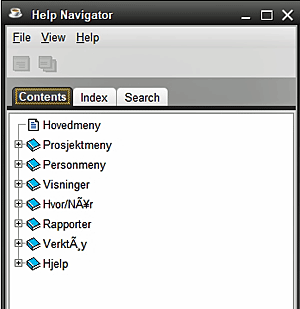 Help Navigator
File View Help
Contents Index Search
Hovedmeny
Prosjektmeny
Personmeny
Visninger
Hvor/NÃ¥r
Rapporter
VerktÃ¸y
Hjelp